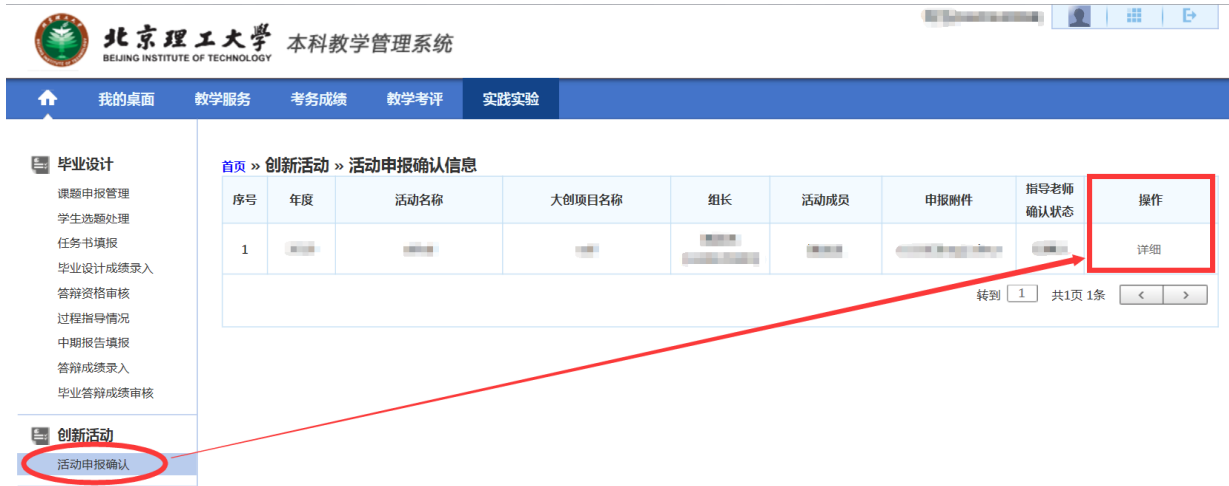 北京理工大学 本科教学管理系统
BEIJING INSTITUTE OF TECHNOLOGY
我的桌面 教学服务 考务成绩 教学考评 实践实验
毕业设计
课题申报管理
学生选题处理
任务书填报
毕业设计成绩录入
答辩资格审核
过程指导情况
中期报告填报
答辩成绩录入
毕业答辩成绩审核
创新活动
活动申报确认
首页 » 创新活动 » 活动申报确认信息
序号 年度 活动名称 大创项目名称 组长 活动成员 申报附件 指导老师确认状态 操作
1 详细
转到 1 共1页 1条 < >